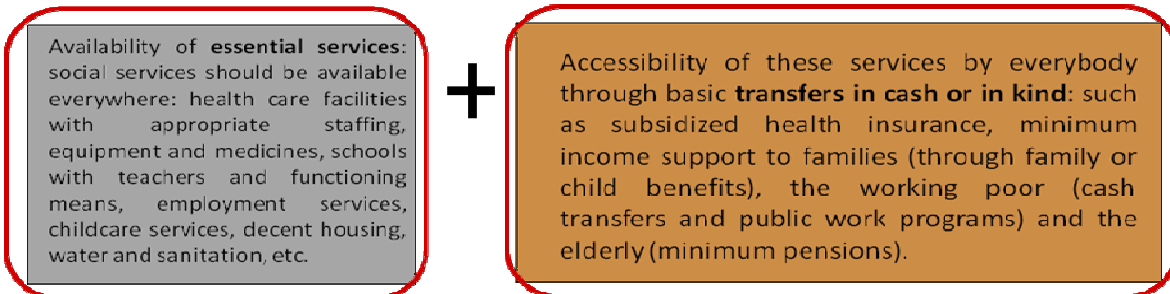 Availability of essential services:
social services should be available
everywhere: health care facilities
with appropriate staffing,
equipment and medicines, schools
with teachers and functioning
means, employment services,
childcare services, decent housing,
water and sanitation, etc.
+
Accessibility of these services by everybody
through basic transfers in cash or in kind: such
as subsidized health insurance, minimum
income support to families (through family or
child benefits), the working poor (cash
transfers and public work programs) and the
elderly (minimum pensions).